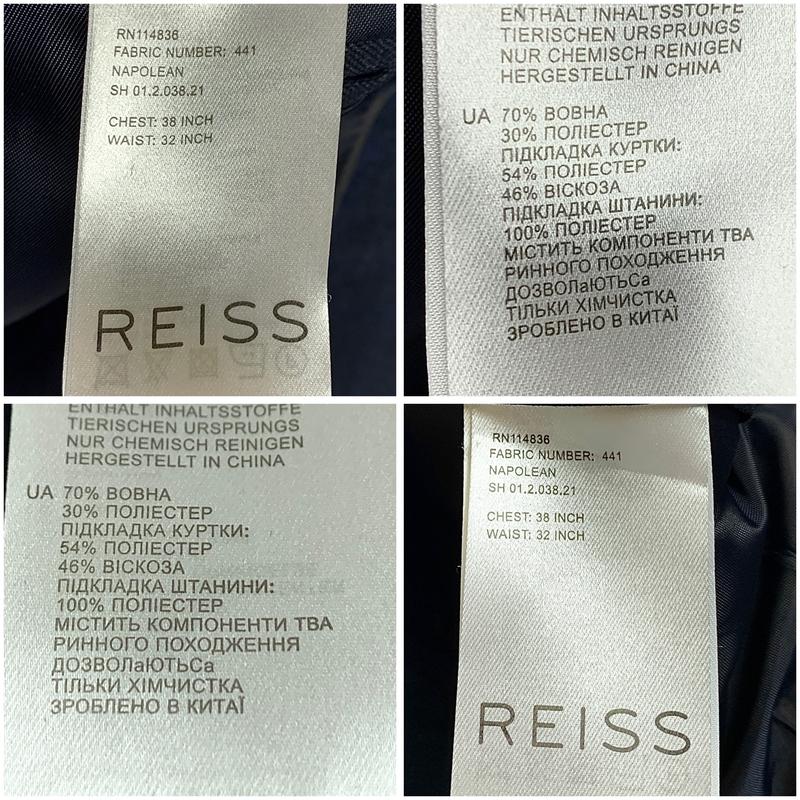 RN114836
FABRIC NUMBER: 441
NAPOLEAN
SH 01.2.038.21
CHEST: 38 INCH
WAIST: 32 INCH
REISS
ENTHÄLT INHALTSSTOFFE
TIERISCHEN URSPRUNGS
NUR CHEMISCH REINIGEN
HERGESTELLT IN CHINA
UA 70% ВОВНА
30% ПОЛІЕСТЕР
ПІДКЛАДКА КУРТКИ:
54% ПОЛІЕСТЕР
46% ВІСКОЗА
ПІДКЛАДКА ШТАНИНИ:
100% ПОЛІЕСТЕР
МІСТИТЬ КОМПОНЕНТИ ТВА
РИННОГО ПОХОДЖЕННЯ
ДОЗВОЛаЮТЬСа
ТІЛЬКИ ХІМЧИСТКА
ЗРОБЛЕНО В КИТАЇ
ENTHÄLT INHALTSSTOFFE
TIERISCHEN URSPRUNGS
NUR CHEMISCH REINIGEN
HERGESTELLT IN CHINA
UA 70% ВОВНА
30% ПОЛІЕСТЕР
ПІДКЛАДКА КУРТКИ:
54% ПОЛІЕСТЕР
46% ВІСКОЗА
ПІДКЛАДКА ШТАНИНИ:
100% ПОЛІЕСТЕР
МІСТИТЬ КОМПОНЕНТИ ТВА
РИННОГО ПОХОДЖЕННЯ
ДОЗВОЛаЮТЬСа
ТІЛЬКИ ХІМЧИСТКА
ЗРОБЛЕНО В КИТАЇ
RN114836
FABRIC NUMBER: 441
NAPOLEAN
SH 01.2.038.21
CHEST: 38 INCH
WAIST: 32 INCH
REISS